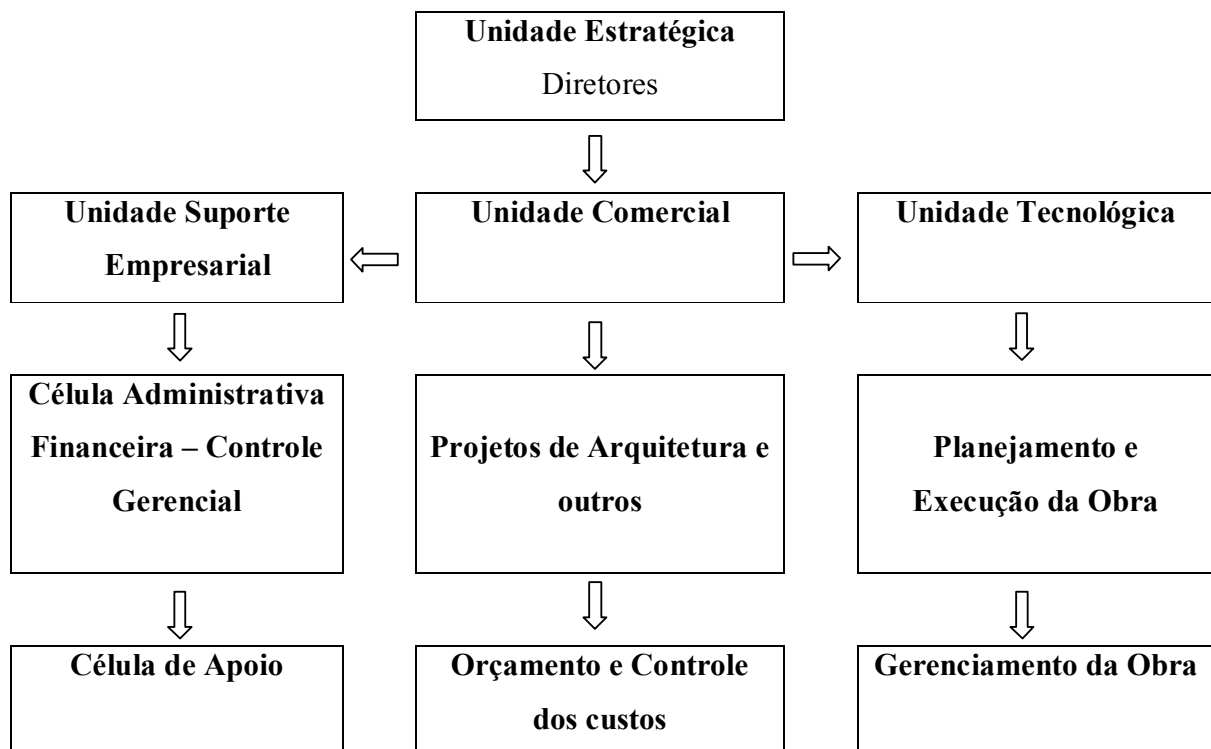 Unidade Estratégica
Diretores
Unidade Suporte
Empresarial
Unidade Comercial
Unidade Tecnológica
Célula Administrativa
Financeira – Controle
Gerencial
Projetos de Arquitetura e
outros
Planejamento e
Execução da Obra
Célula de Apoio
Orçamento e Controle
dos custos
Gerenciamento da Obra